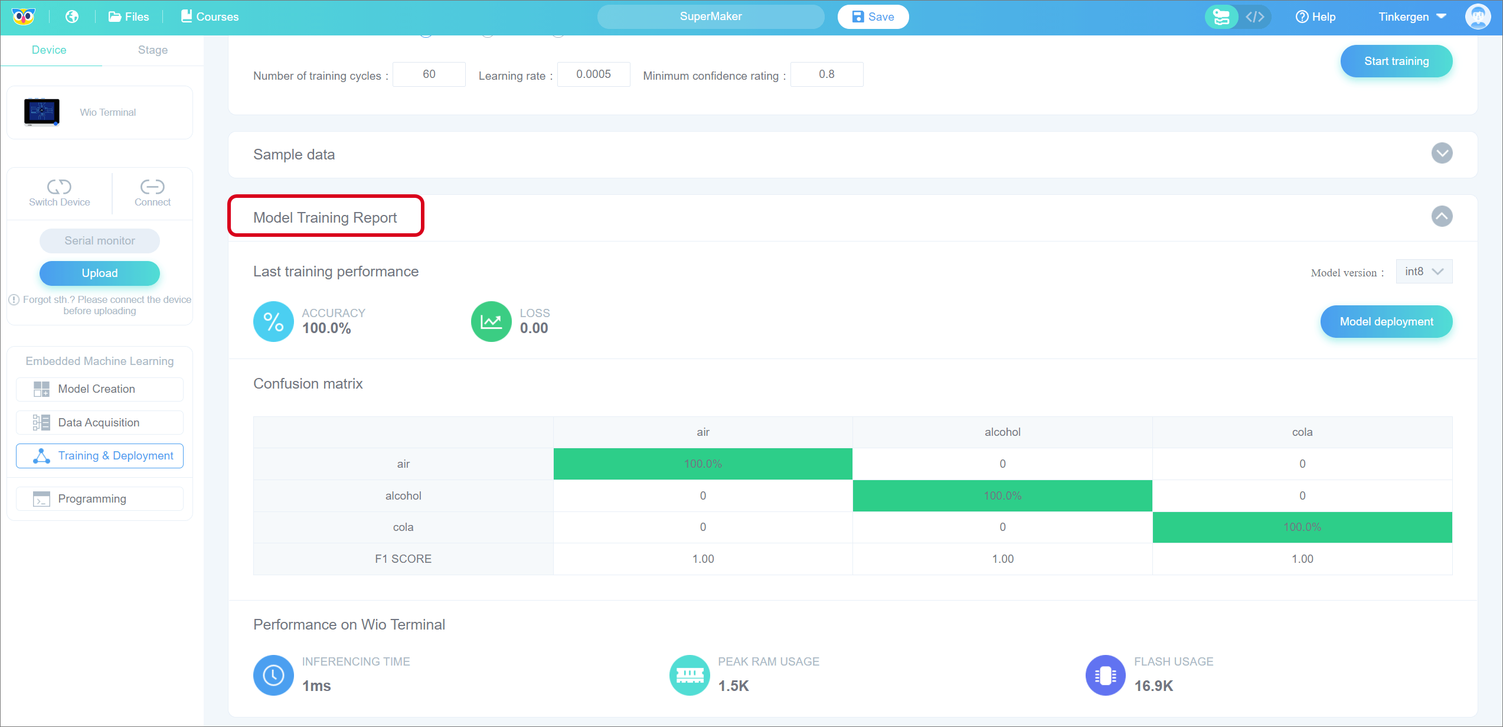 Files
Courses
SuperMaker
Save
</>
Help
Tinkergen
Device
Stage
Wio Terminal
Switch Device
Connect
Serial monitor
Upload
Forgot sth.? Please connect the device
before uploading
Embedded Machine Learning
Model Creation
Data Acquisition
Training & Deployment
Programming
Number of training cycles : 60 Learning rate : 0.0005 Minimum confidence rating : 0.8
Start training
Sample data
Model Training Report
Last training performance
Model version : int8
ACCURACY
100.0%
LOSS
0.00
Model deployment
Confusion matrix
air alcohol cola
air 100.0% 0 0
alcohol 0 100.0% 0
cola 0 0 100.0%
F1 SCORE 1.00 1.00 1.00
Performance on Wio Terminal
INFERENCING TIME
1ms
PEAK RAM USAGE
1.5K
FLASH USAGE
16.9K